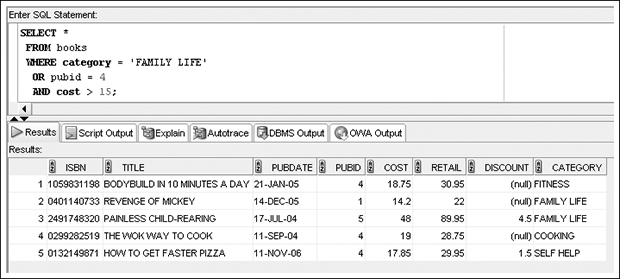 Enter SQL Statement:
SELECT *
FROM books
WHERE category = 'FAMILY LIFE'
OR pubid = 4
AND cost > 15;
Results Script Output Explain Autotrace DBMS Output OWA Output
Results:
ISBN TITLE PUBDATE PUBID COST RETAIL DISCOUNT CATEGORY
1 1059831198 BODYBUILD IN 10 MINUTES A DAY 21-JAN-05 4 18.75 30.95 (null) FITNESS
2 0401140733 REVENGE OF MICKEY 14-DEC-05 1 14.2 22 (null) FAMILY LIFE
3 2491748320 PAINLESS CHILD-REARING 17-JUL-04 5 48 89.95 4.5 FAMILY LIFE
4 0299282519 THE WOK WAY TO COOK 11-SEP-04 4 19 28.75 (null) COOKING
5 0132149871 HOW TO GET FASTER PIZZA 11-NOV-06 4 17.85 29.95 1.5 SELF HELP